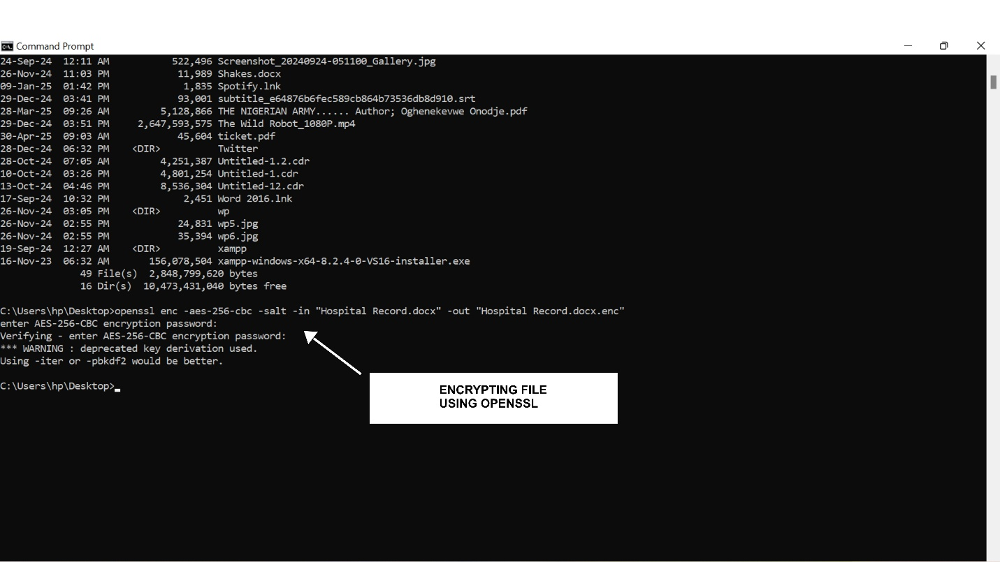 Command Prompt
24-Sep-24  12:11 AM           522,496 Screenshot_20240924-051100_Gallery.jpg
26-Nov-24  11:03 PM            11,989 Shakes.docx
09-Jan-25  01:42 PM             1,835 Spotify.lnk
29-Dec-24  03:41 PM            93,001 subtitle_e64876b6fec589cb864b73536db8d910.srt
28-Mar-25  09:26 AM         5,128,866 THE NIGERIAN ARMY...... Author; Oghenekevwe Onodje.pdf
29-Dec-24  03:51 PM     2,647,593,575 The Wild Robot_1080P.mp4
30-Apr-25  09:03 AM            45,604 ticket.pdf
28-Dec-24  06:32 PM    <DIR>          Twitter
28-Oct-24  07:05 AM         4,251,387 Untitled-1.2.cdr
10-Oct-24  03:26 PM         4,801,254 Untitled-1.cdr
13-Oct-24  04:46 PM         8,536,304 Untitled-12.cdr
17-Sep-24  10:32 PM             2,451 Word 2016.lnk
26-Nov-24  03:05 PM    <DIR>          wp
26-Nov-24  02:55 PM            24,831 wp5.jpg
26-Nov-24  02:55 PM            35,394 wp6.jpg
19-Sep-24  12:27 AM    <DIR>          xampp
16-Nov-23  06:32 AM       156,078,504 xampp-windows-x64-8.2.4-0-VS16-installer.exe
49 File(s)  2,848,799,620 bytes
16 Dir(s)  10,473,431,040 bytes free
C:\Users\hp\Desktop>openssl enc -aes-256-cbc -salt -in "Hospital Record.docx" -out "Hospital Record.docx.enc"
enter AES-256-CBC encryption password:
Verifying - enter AES-256-CBC encryption password:
*** WARNING : deprecated key derivation used.
Using -iter or -pbkdf2 would be better.
C:\Users\hp\Desktop>
ENCRYPTING FILE
USING OPENSSL